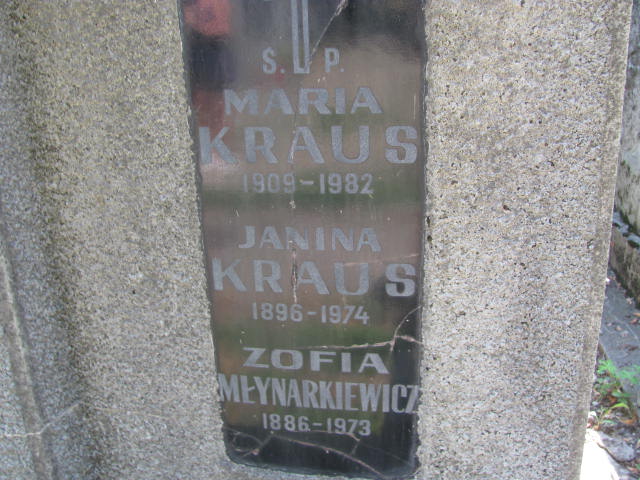 Ś. P.
MARIA
KRAUS
1909-1982
JANINA
KRAUS
1896-1974
ZOFIA
MŁYNARKIEWICZ
1886-1973